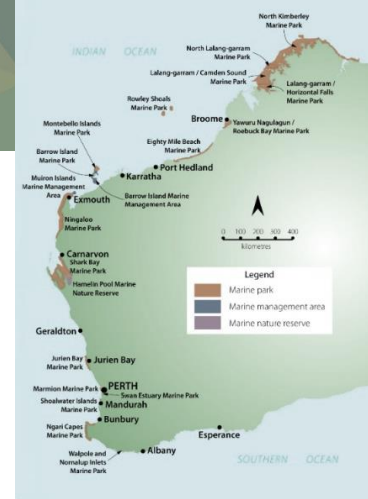 North Kimberley
Marine Park
INDIAN OCEAN
North Lalang-garram
Marine Park
Lalang-garram / Camden Sound
Marine Park
Lalang-garram /
Horizontal Falls
Marine Park
Rowley Shoals
Marine Park
Broome
Yawuru Nagulagun /
Roebuck Bay Marine Park
Montebello Islands
Marine Park
Eighty Mile Beach
Marine Park
Barrow Island
Marine Park
Port Hedland
Muiron Islands
Marine Management
Area
Karratha
Barrow Island Marine
Management Area
Exmouth
Ningaloo
Marine Park
0 100 200 300 400
kilometres
Carnarvon
Shark Bay
Marine Park
Hamelin Pool Marine
Nature Reserve
Legend
Marine park
Marine management area
Marine nature reserve
Geraldton
Jurien Bay
Marine Park
Jurien Bay
Marmion Marine Park
PERTH
Swan Estuary Marine Park
Shoalwater Islands
Marine Park
Mandurah
Bunbury
Ngari Capes
Marine Park
Esperance
Walpole and
Nornalup Inlets
Marine Park
Albany
SOUTHERN OCEAN